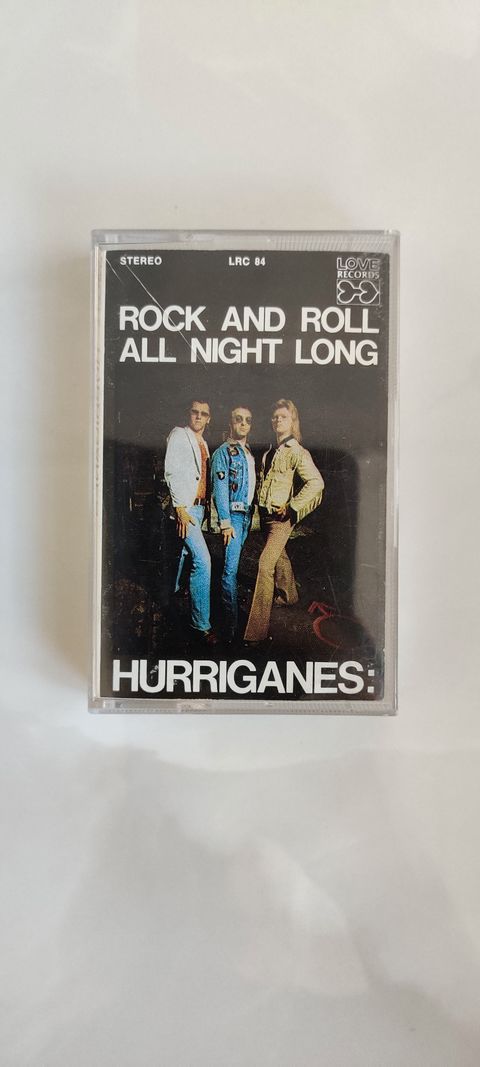 STEREO LRC 84
LOVE
RECORDS
ROCK AND ROLL
ALL NIGHT LONG
HURRIGANES: